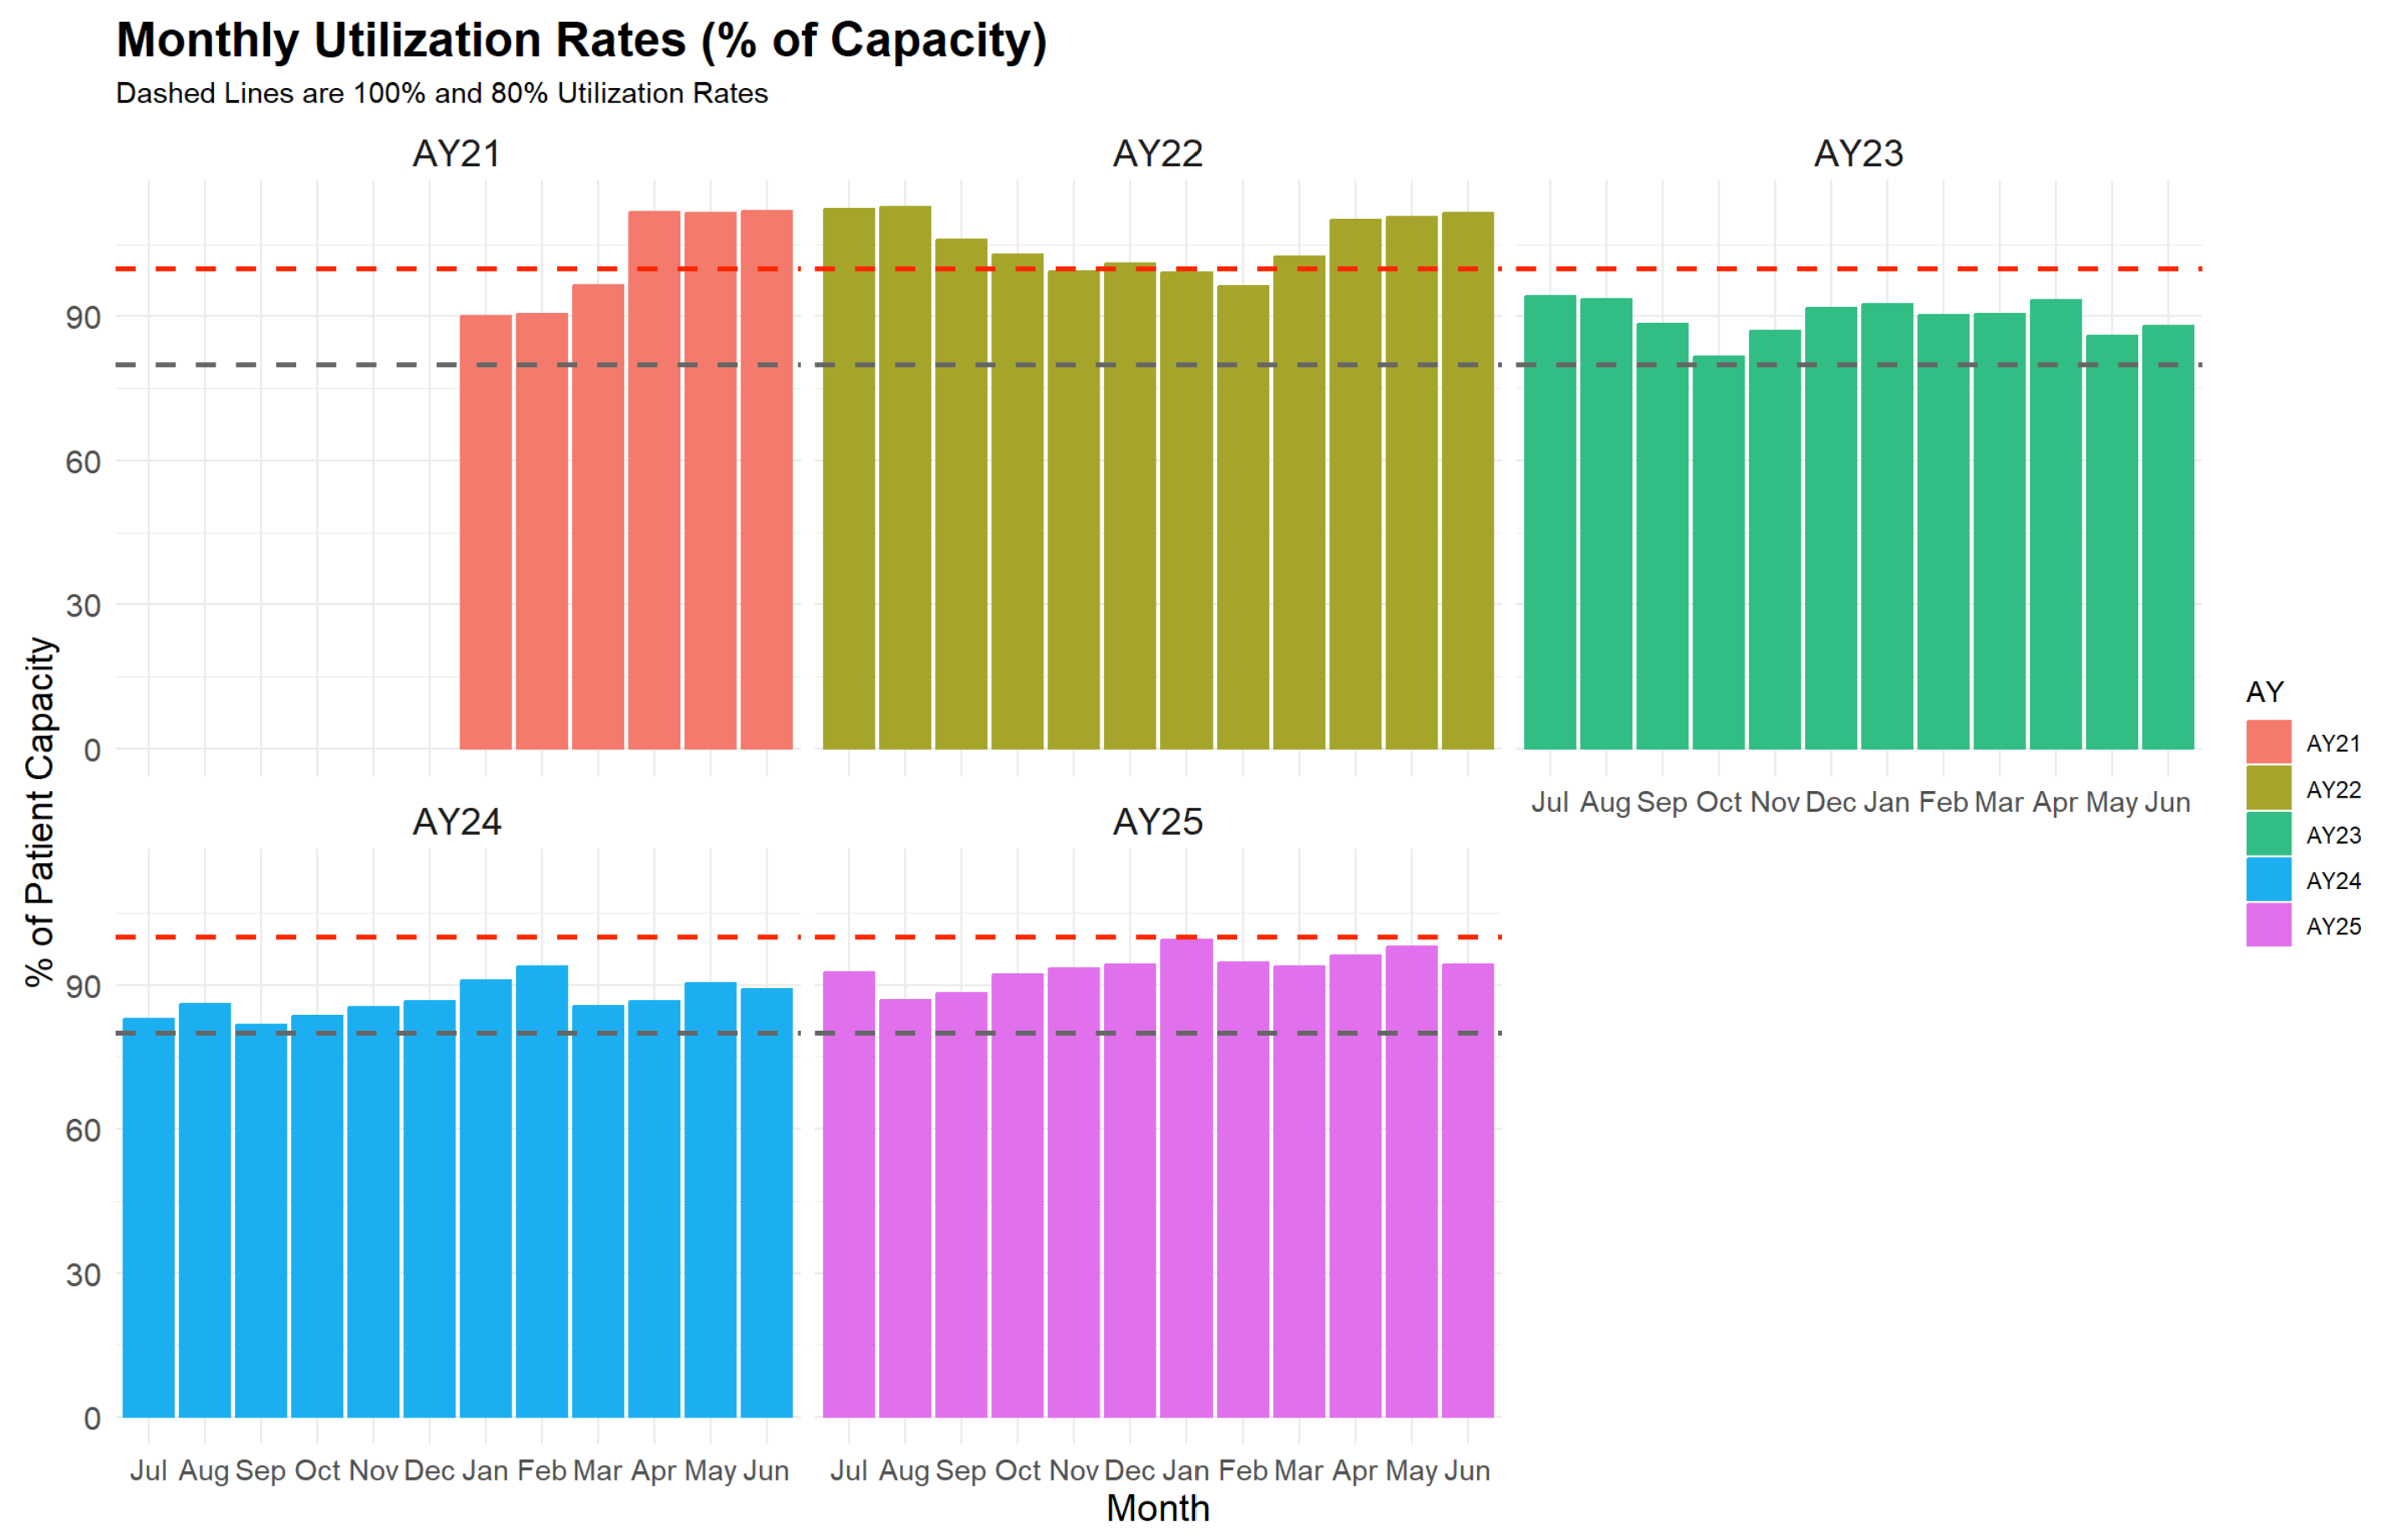 Monthly Utilization Rates (% of Capacity)
Dashed Lines are 100% and 80% Utilization Rates
AY21
AY22
AY23
90
60
30
0
Jul Aug Sep Oct Nov Dec Jan Feb Mar Apr May Jun
% of Patient Capacity
AY24
AY25
90
60
30
0
Jul Aug Sep Oct Nov Dec Jan Feb Mar Apr May Jun
Jul Aug Sep Oct Nov Dec Jan Feb Mar Apr May Jun
Month
AY
AY21
AY22
AY23
AY24
AY25